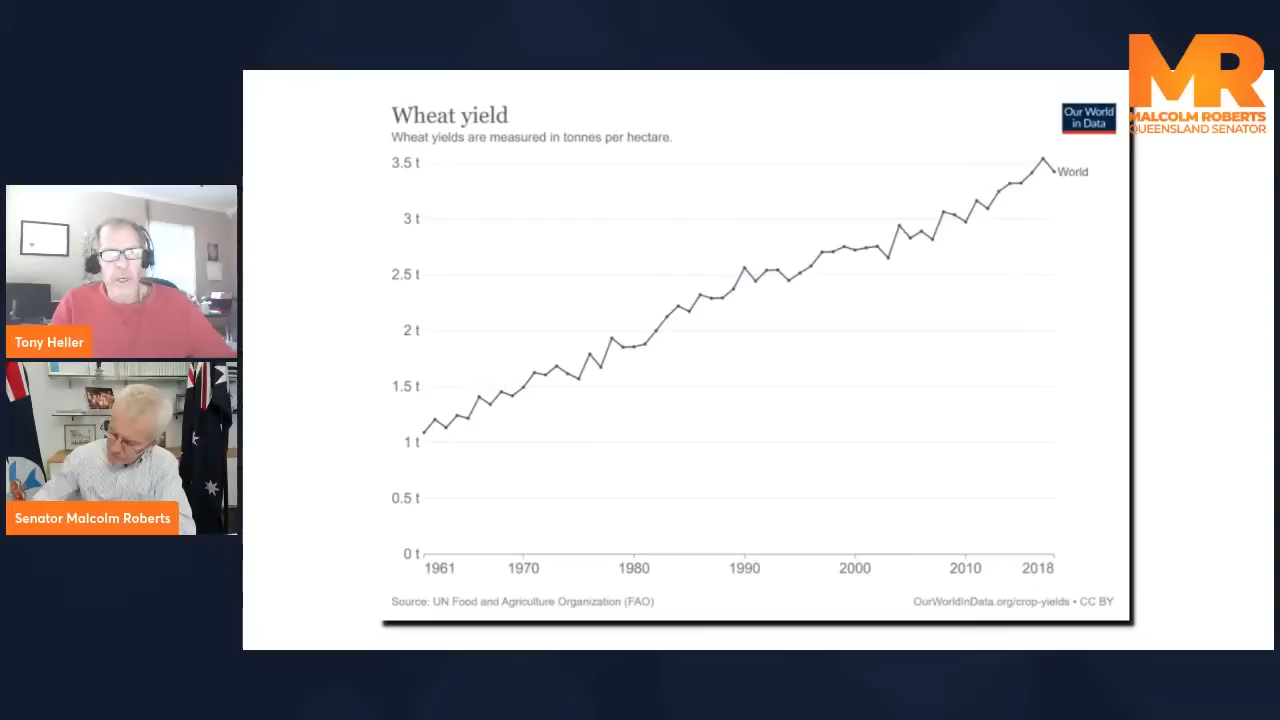 MR
MALCOLM ROBERTS
QUEENSLAND SENATOR
Wheat yield
Wheat yields are measured in tonnes per hectare.
Our World
in Data
3.5 t
World
3 t
2.5 t
2 t
1.5 t
1 t
0.5 t
0 t
1961 1970 1980 1990 2000 2010 2018
Source: UN Food and Agriculture Organization (FAO)
OurWorldInData.org/crop-yields • CC BY
Tony Heller
Senator Malcolm Roberts